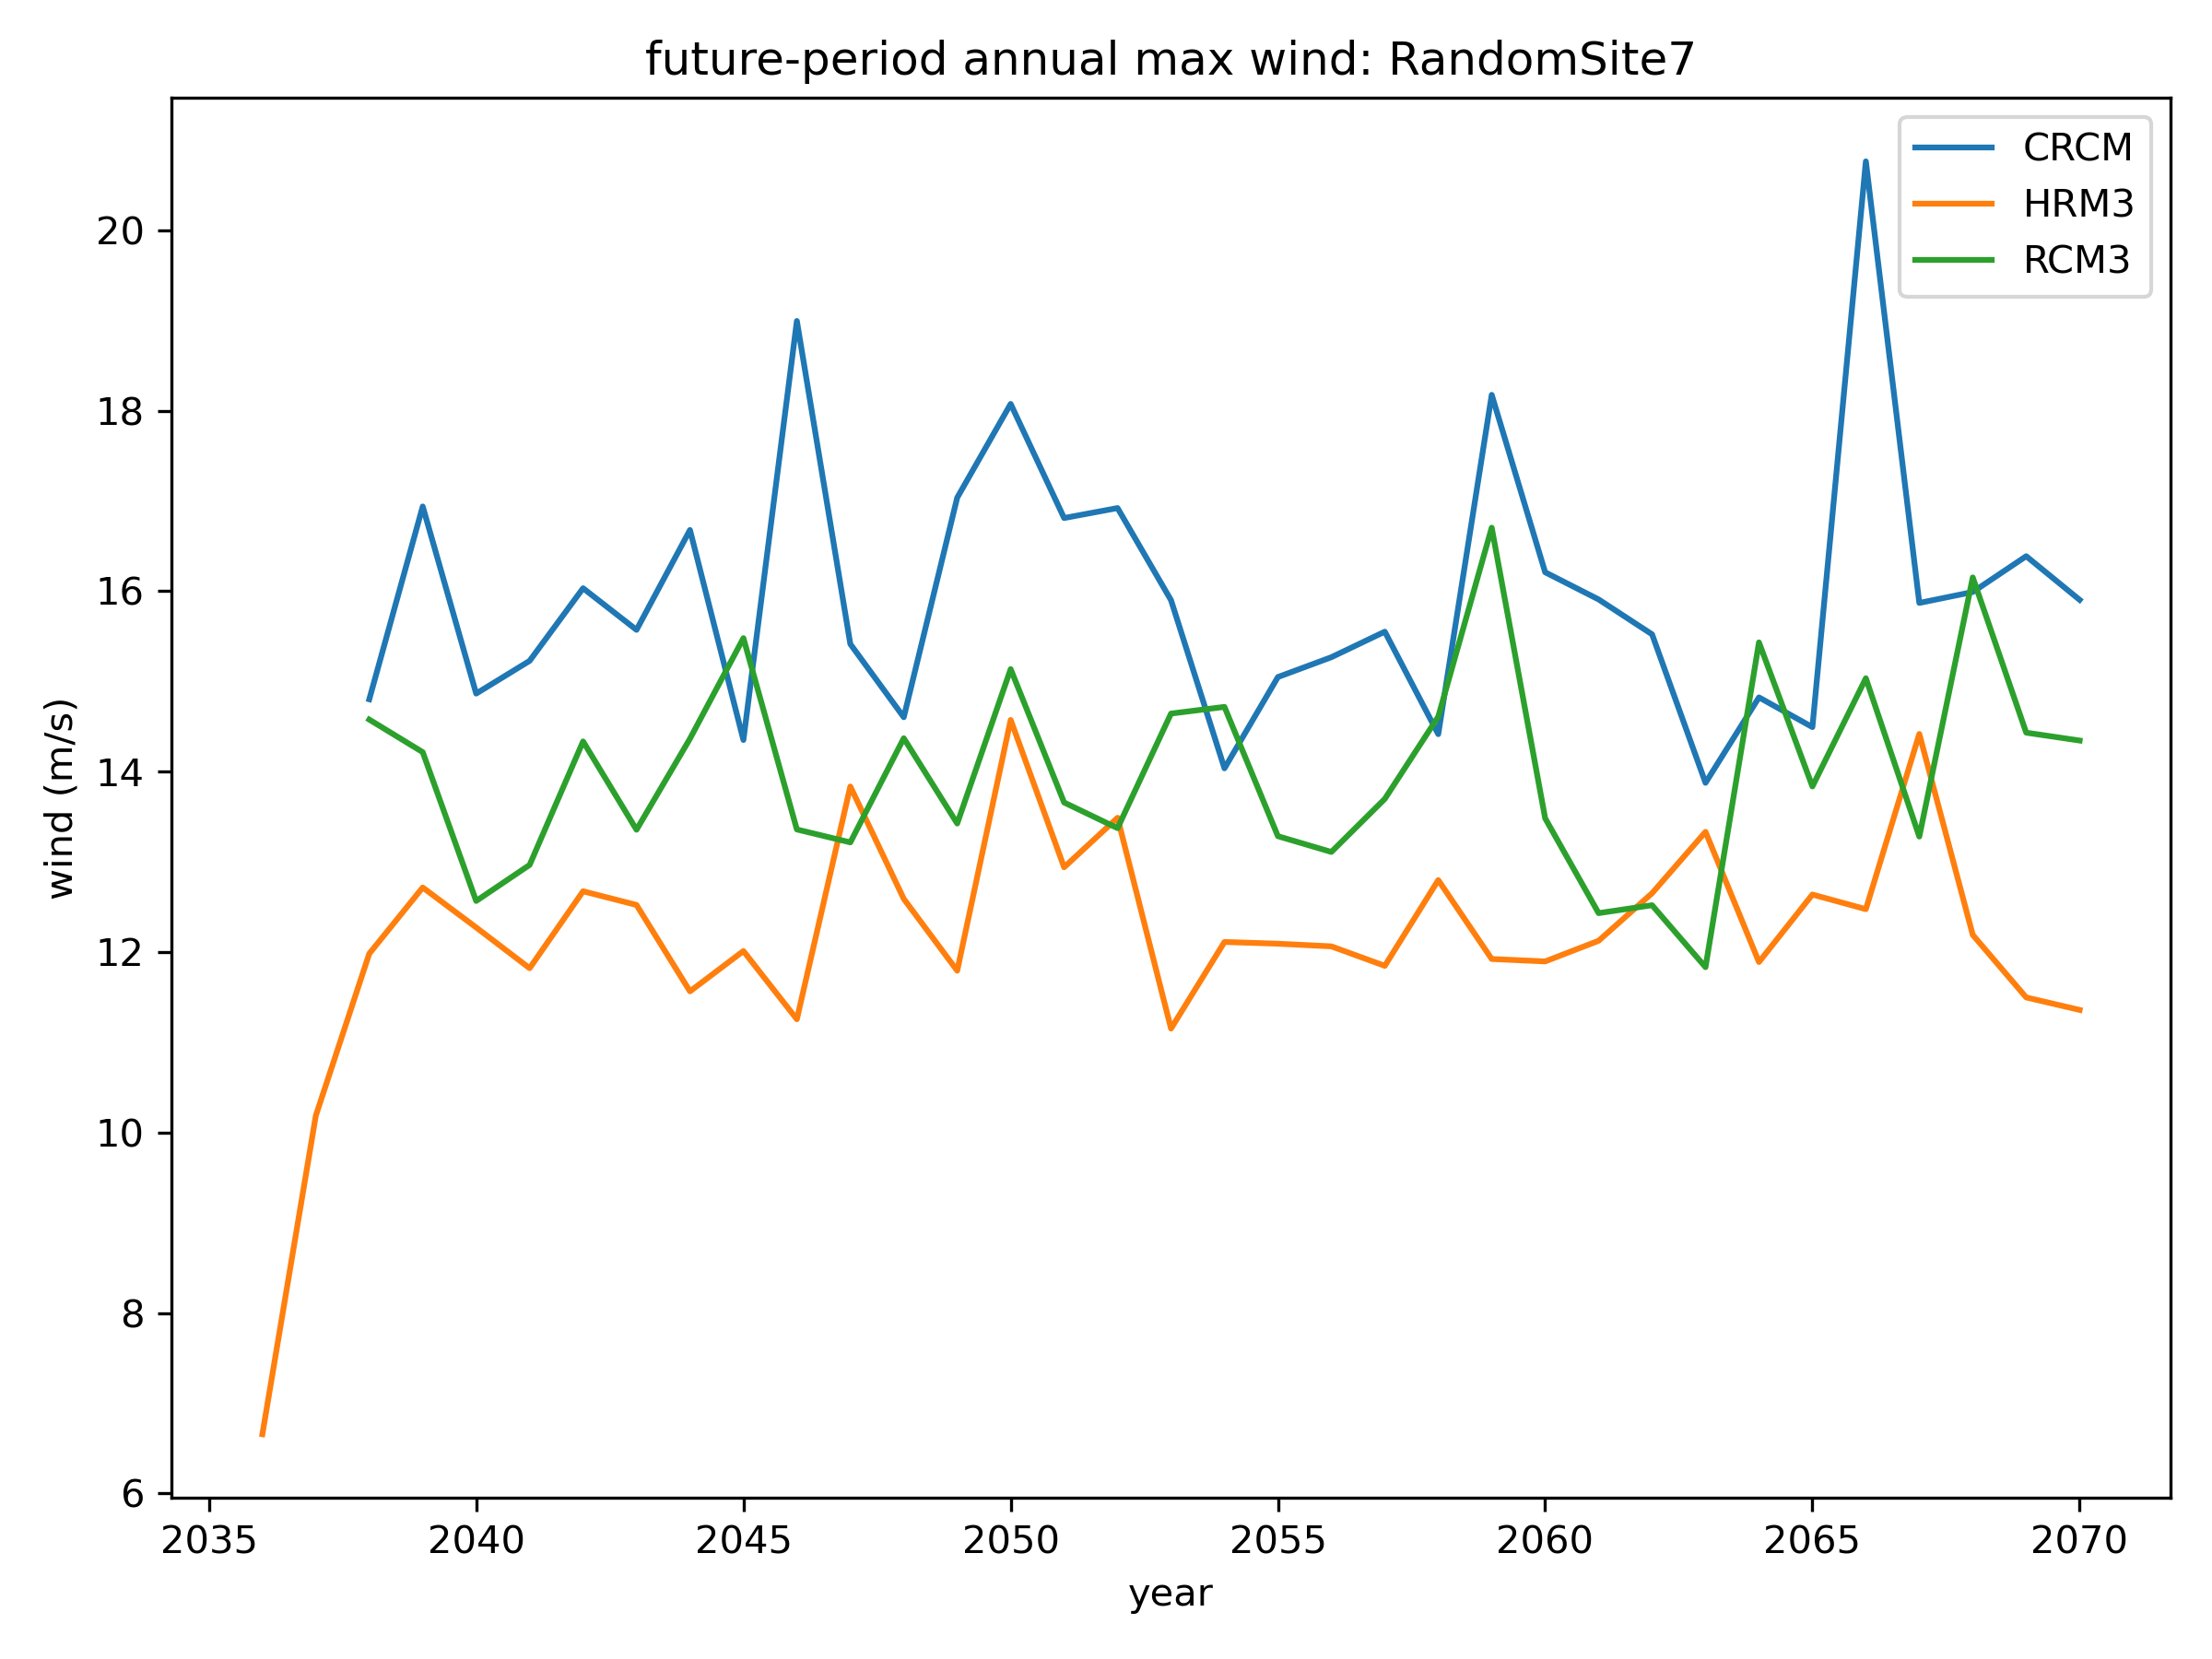 future-period annual max wind: RandomSite7
CRCM
HRM3
RCM3
wind (m/s)
20
18
16
14
12
10
8
6
2035 2040 2045 2050 2055 2060 2065 2070
year